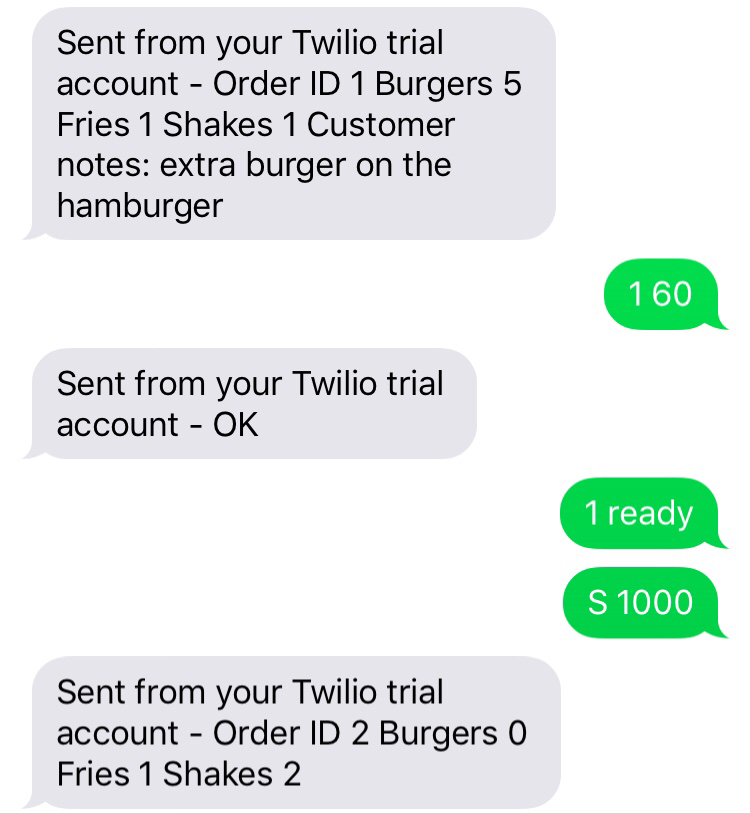 Sent from your Twilio trial
account - Order ID 1 Burgers 5
Fries 1 Shakes 1 Customer
notes: extra burger on the
hamburger
1 60
Sent from your Twilio trial
account - OK
1 ready
S 1000
Sent from your Twilio trial
account - Order ID 2 Burgers 0
Fries 1 Shakes 2